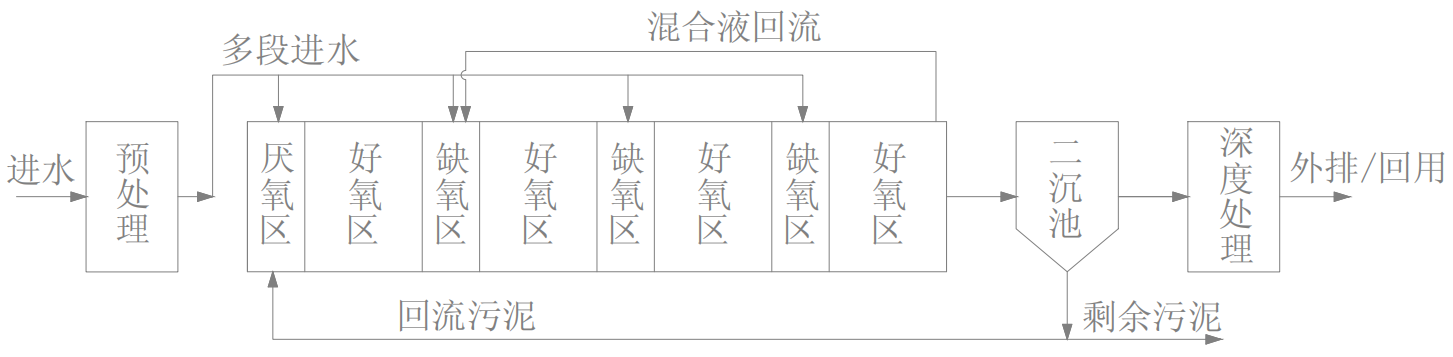 混合液回流
多段进水
进水
预处理
厌氧区
好氧区
缺氧区
好氧区
缺氧区
好氧区
缺氧区
好氧区
二沉池
深度处理
外排/回用
回流污泥
剩余污泥